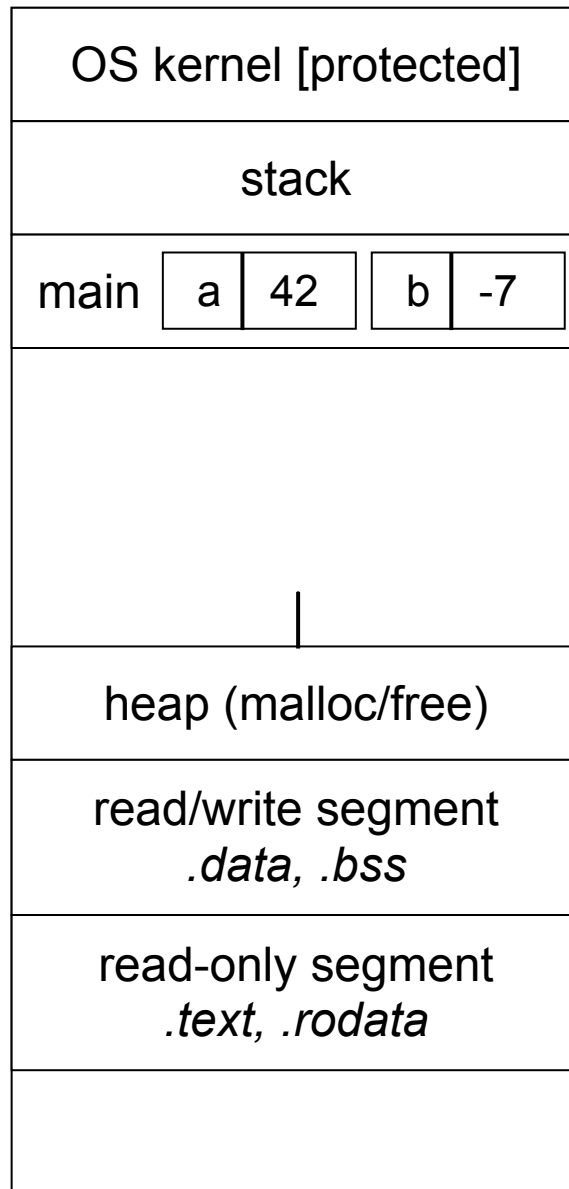 OS kernel [protected]
stack
main a 42 b -7
heap (malloc/free)
read/write segment
.data, .bss
read-only segment
.text, .rodata